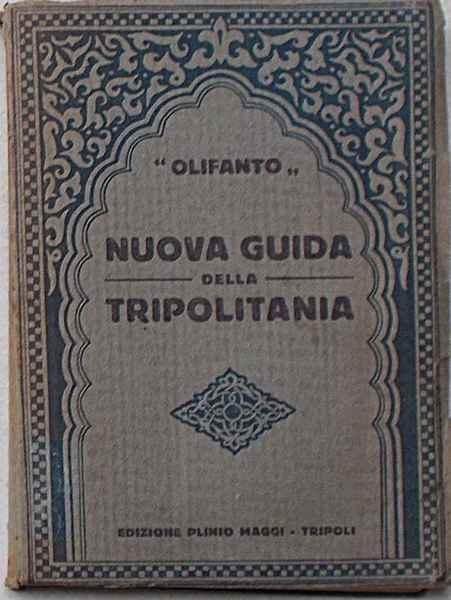 “ OLIFANTO „
NUOVA GUIDA
DELLA
TRIPOLITANIA
EDIZIONE PLINIO MAGGI - TRIPOLI